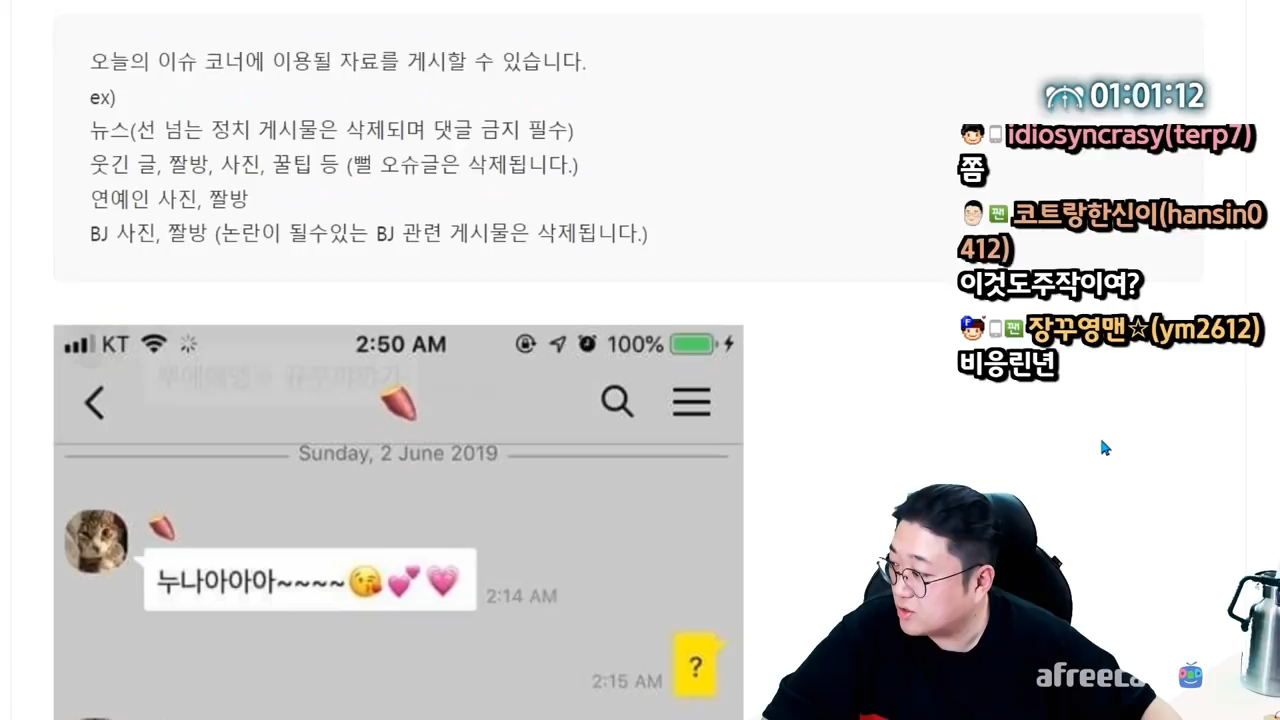 오늘의 이슈 코너에 이용될 자료를 게시할 수 있습니다.
ex)
뉴스(선 넘는 정치 게시물은 삭제되며 댓글 금지 필수)
웃긴 글, 짤방, 사진, 꿀팁 등 (뻘 오슈글은 삭제됩니다.)
연예인 사진, 짤방
BJ 사진, 짤방 (논란이 될수있는 BJ 관련 게시물은 삭제됩니다.)
01:01:12
idiosyncrasy(terp7)
쫌
팬 코트랑한신이(hansin0
412)
이것도주작이여?
F 팬 장꾸영맨☆(ym2612)
비응린년
KT 2:50 AM 100%
Sunday, 2 June 2019
누나아아아~~~~😘💕💗
2:14 AM
?
2:15 AM